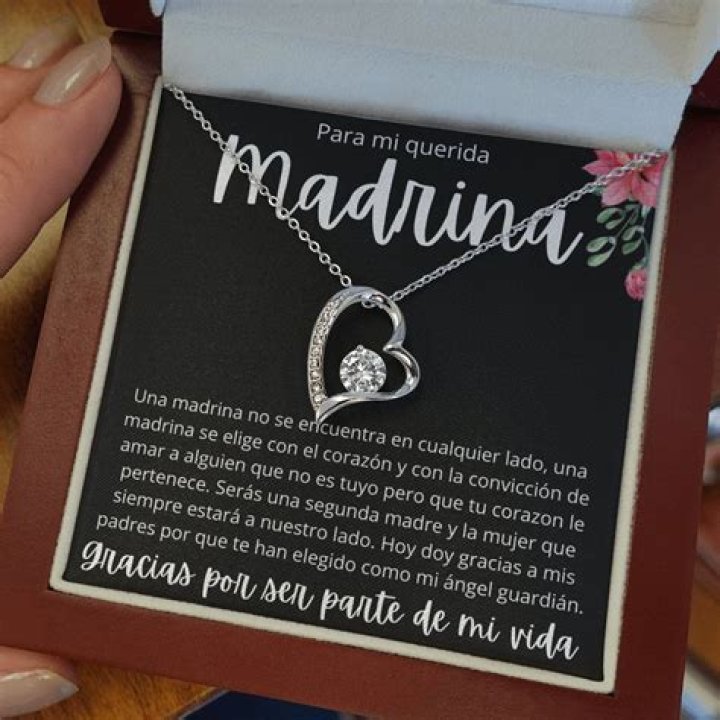 Para mi querida
Madrina
Una madrina no se encuentra en cualquier lado, una
madrina se elige con el corazón y con la convicción de
amar a alguien que no es tuyo pero que tu corazon le
pertenece. Serás una segunda madre y la mujer que
siempre estará a nuestro lado. Hoy doy gracias a mis
padres por que te han elegido como mi ángel guardián.
gracias por ser parte de mi vida